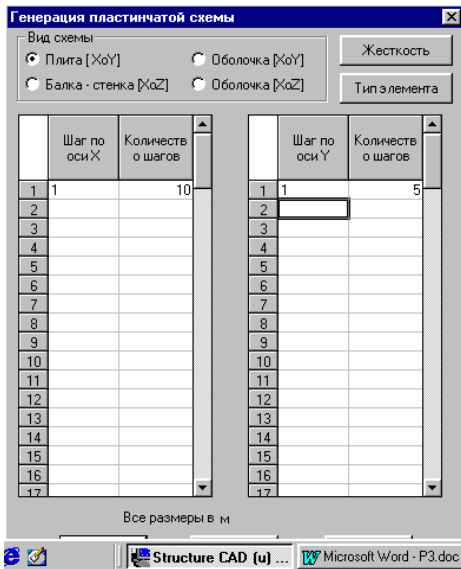 Генерация пластинчатой схемы
Вид схемы
Плита [XoY]
Оболочка [XoY]
Балка - стенка [XoZ]
Оболочка [XoZ]
Жесткость
Тип элемента
Шаг по
оси X
Количеств
о шагов
1 1 10
2
3
4
5
6
7
8
9
10
11
12
13
14
15
16
17
Шаг по
оси Y
Количеств
о шагов
1 1 5
2
3
4
5
6
7
8
9
10
11
12
13
14
15
16
17
Все размеры в м
Structure CAD (u) ...
Microsoft Word - P3.doc